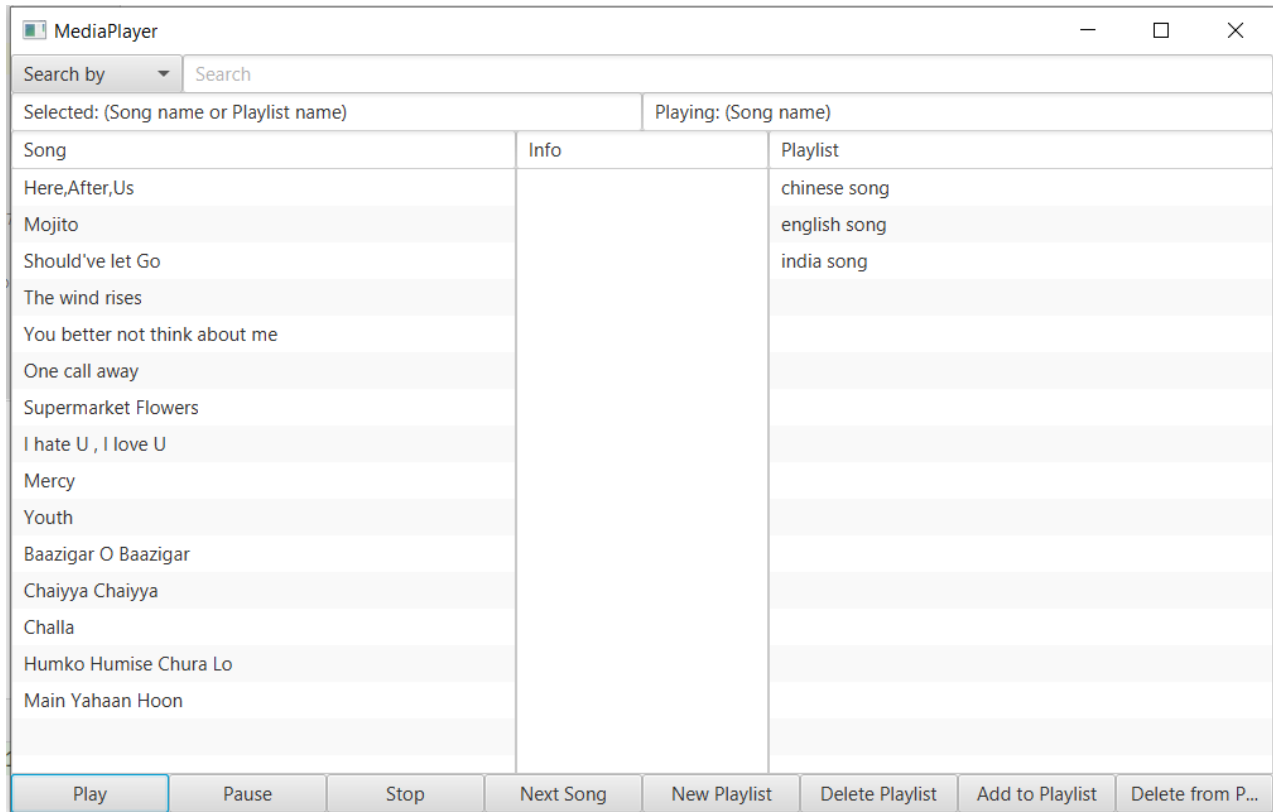 MediaPlayer
Search by Search
Selected: (Song name or Playlist name) Playing: (Song name)
Song Info Playlist
Here,After,Us chinese song
Mojito english song
Should've let Go india song
The wind rises
You better not think about me
One call away
Supermarket Flowers
I hate U , I love U
Mercy
Youth
Baazigar O Baazigar
Chaiyya Chaiyya
Challa
Humko Humise Chura Lo
Main Yahaan Hoon
Play Pause Stop Next Song New Playlist Delete Playlist Add to Playlist Delete from P...